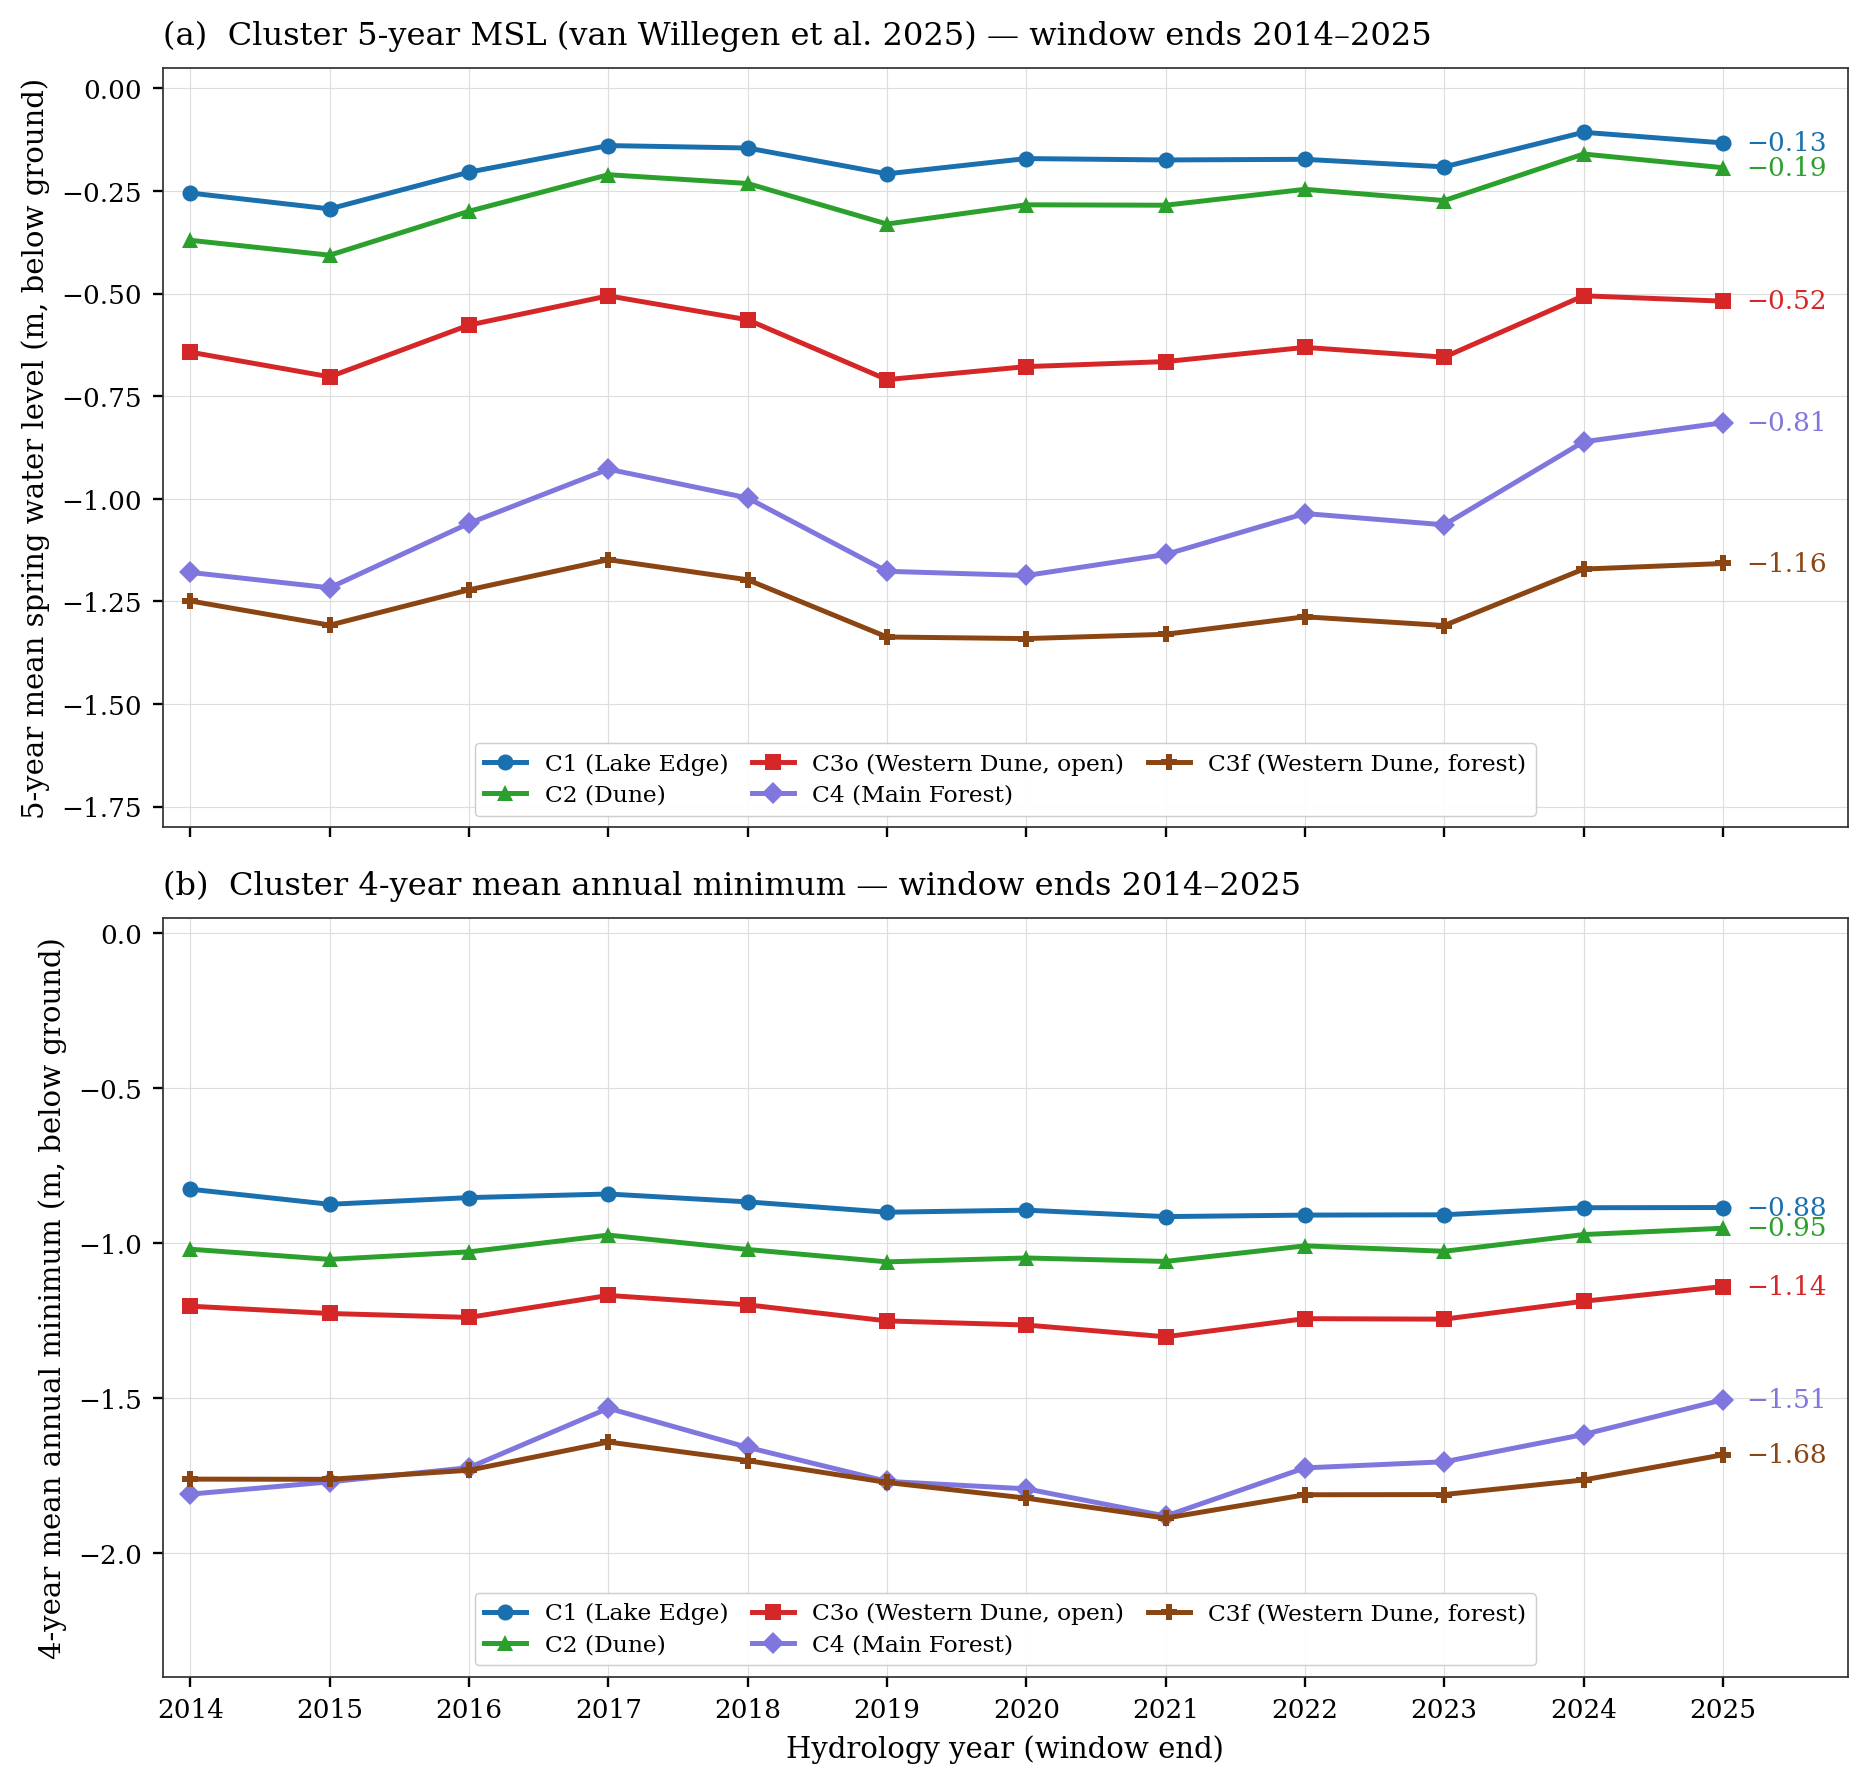 (a)  Cluster 5-year MSL (van Willegen et al. 2025) — window ends 2014–2025
5-year mean spring water level (m, below ground)
0.00
−0.25
−0.50
−0.75
−1.00
−1.25
−1.50
−1.75
−0.13
−0.19
−0.52
−0.81
−1.16
C1 (Lake Edge)
C2 (Dune)
C3o (Western Dune, open)
C4 (Main Forest)
C3f (Western Dune, forest)
(b)  Cluster 4-year mean annual minimum — window ends 2014–2025
4-year mean annual minimum (m, below ground)
0.0
−0.5
−1.0
−1.5
−2.0
−0.88
−0.95
−1.14
−1.51
−1.68
C1 (Lake Edge)
C2 (Dune)
C3o (Western Dune, open)
C4 (Main Forest)
C3f (Western Dune, forest)
2014 2015 2016 2017 2018 2019 2020 2021 2022 2023 2024 2025
Hydrology year (window end)